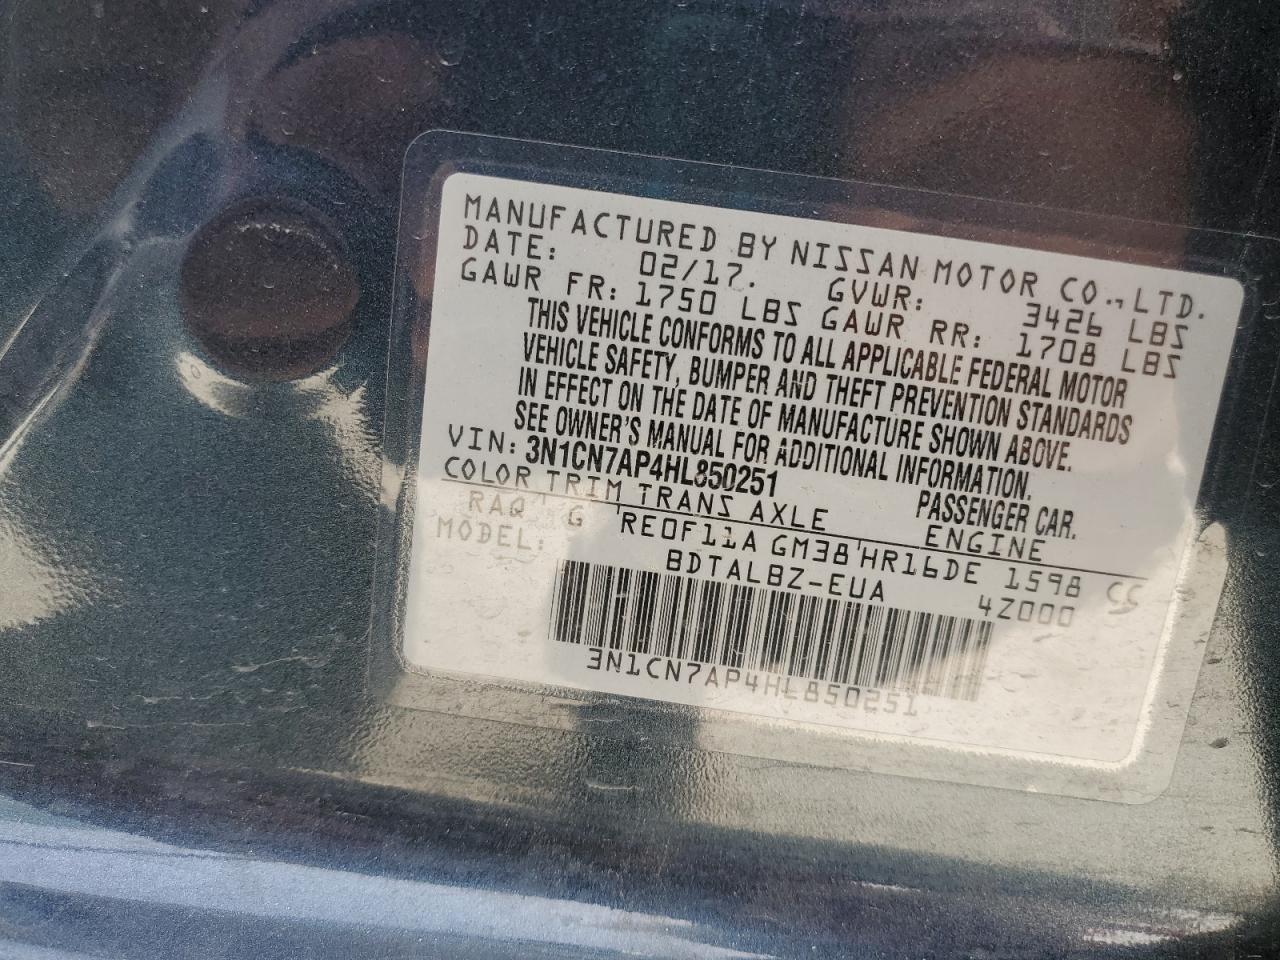 MANUFACTURED BY NISSAN MOTOR CO., LTD.
DATE: 02/17. GVWR: 3426 LBS
GAWR FR: 1750 LBS GAWR RR: 1708 LBS
THIS VEHICLE CONFORMS TO ALL APPLICABLE FEDERAL MOTOR
VEHICLE SAFETY, BUMPER AND THEFT PREVENTION STANDARDS
IN EFFECT ON THE DATE OF MANUFACTURE SHOWN ABOVE.
SEE OWNER'S MANUAL FOR ADDITIONAL INFORMATION.
VIN: 3N1CN7AP4HL850251 PASSENGER CAR.
COLOR TRIM TRANS AXLE ENGINE
RAQ G RE0F11A GM38 HR16DE 1598 CC
MODEL: BDTALBZ-EUA 4Z000
3N1CN7AP4HL850251